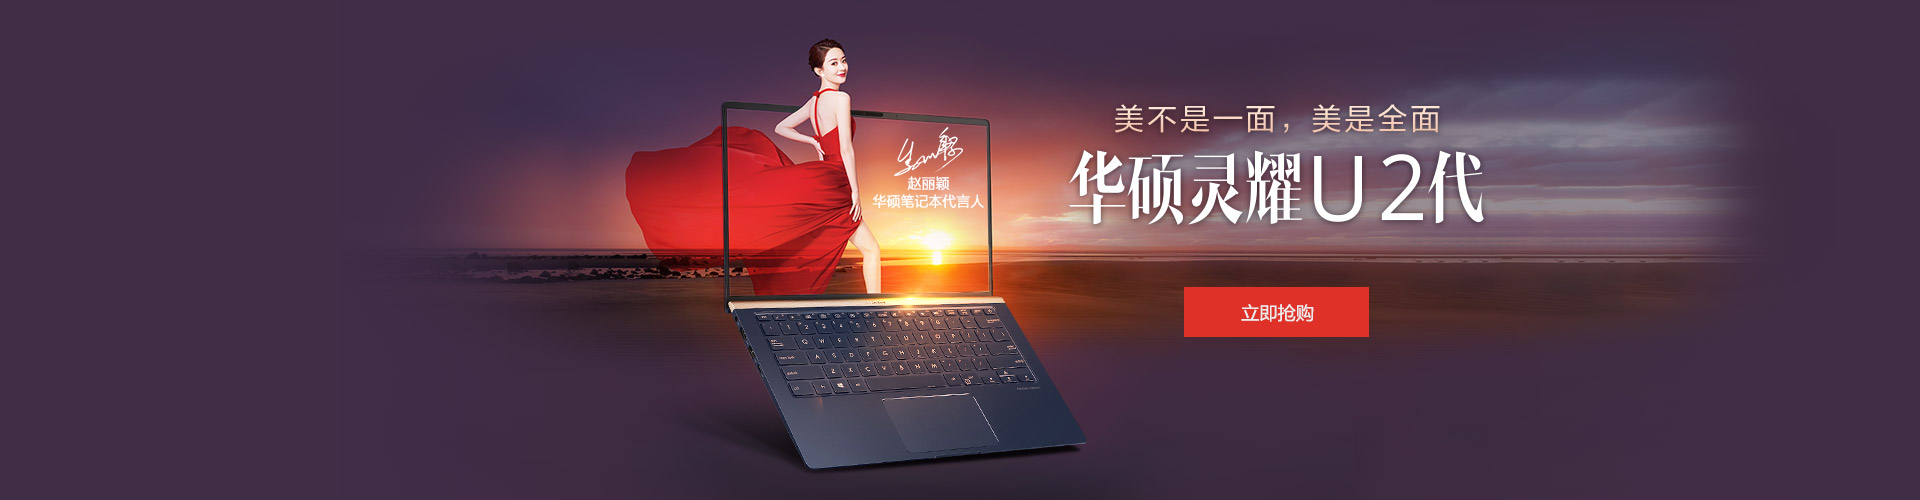 美不是一面，美是全面
华硕灵耀U 2代
赵丽颖
华硕笔记本代言人
立即抢购